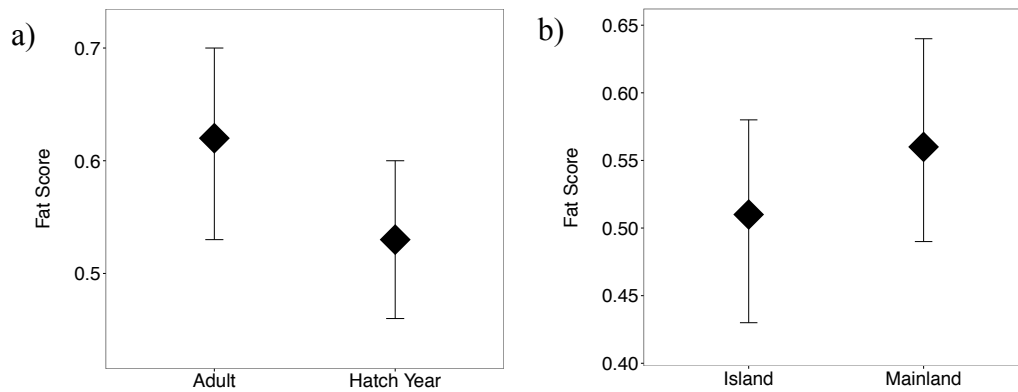 a)
Fat Score
0.7
0.6
0.5
Adult Hatch Year
b)
Fat Score
0.65
0.60
0.55
0.50
0.45
0.40
Island Mainland